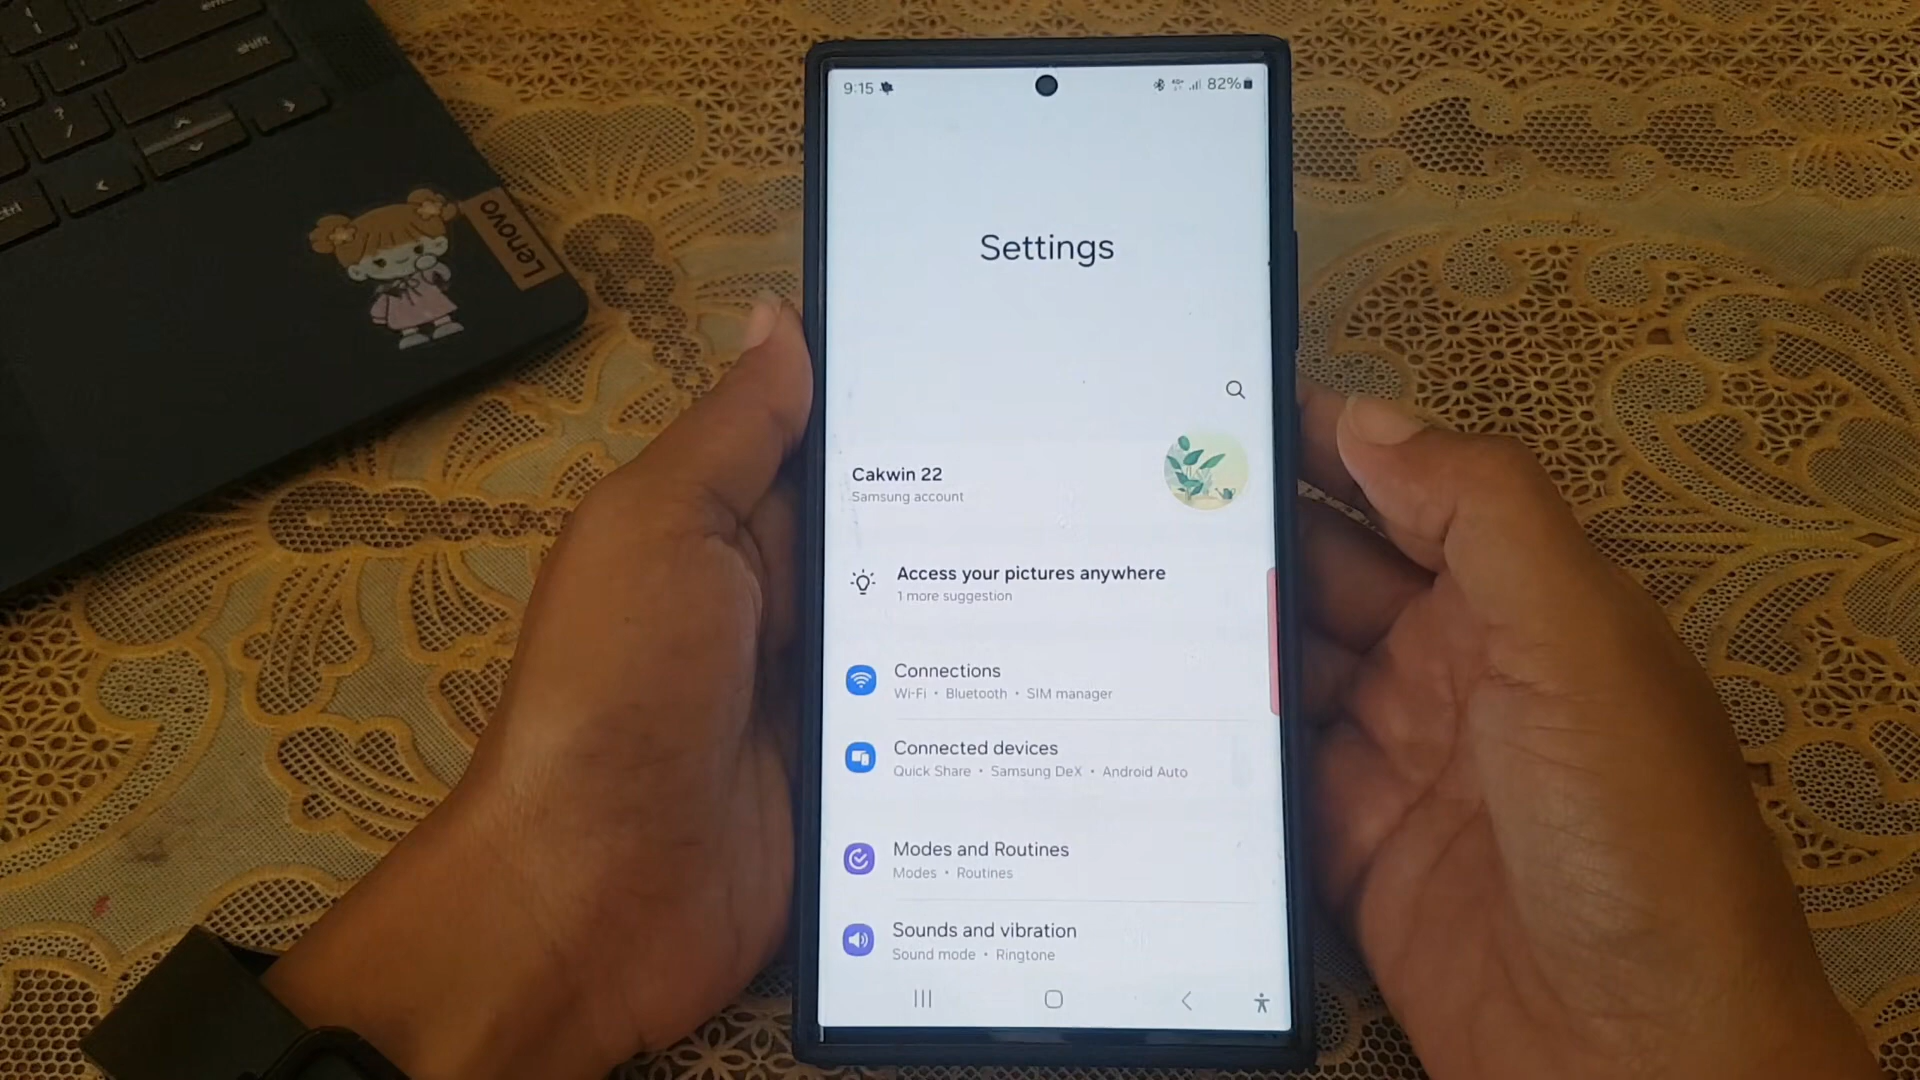 shift
?
/
ctrl
Lenovo
9:15
82%
Settings
Cakwin 22
Samsung account
Access your pictures anywhere
1 more suggestion
Connections
Wi-Fi • Bluetooth • SIM manager
Connected devices
Quick Share • Samsung DeX • Android Auto
Modes and Routines
Modes • Routines
Sounds and vibration
Sound mode • Ringtone